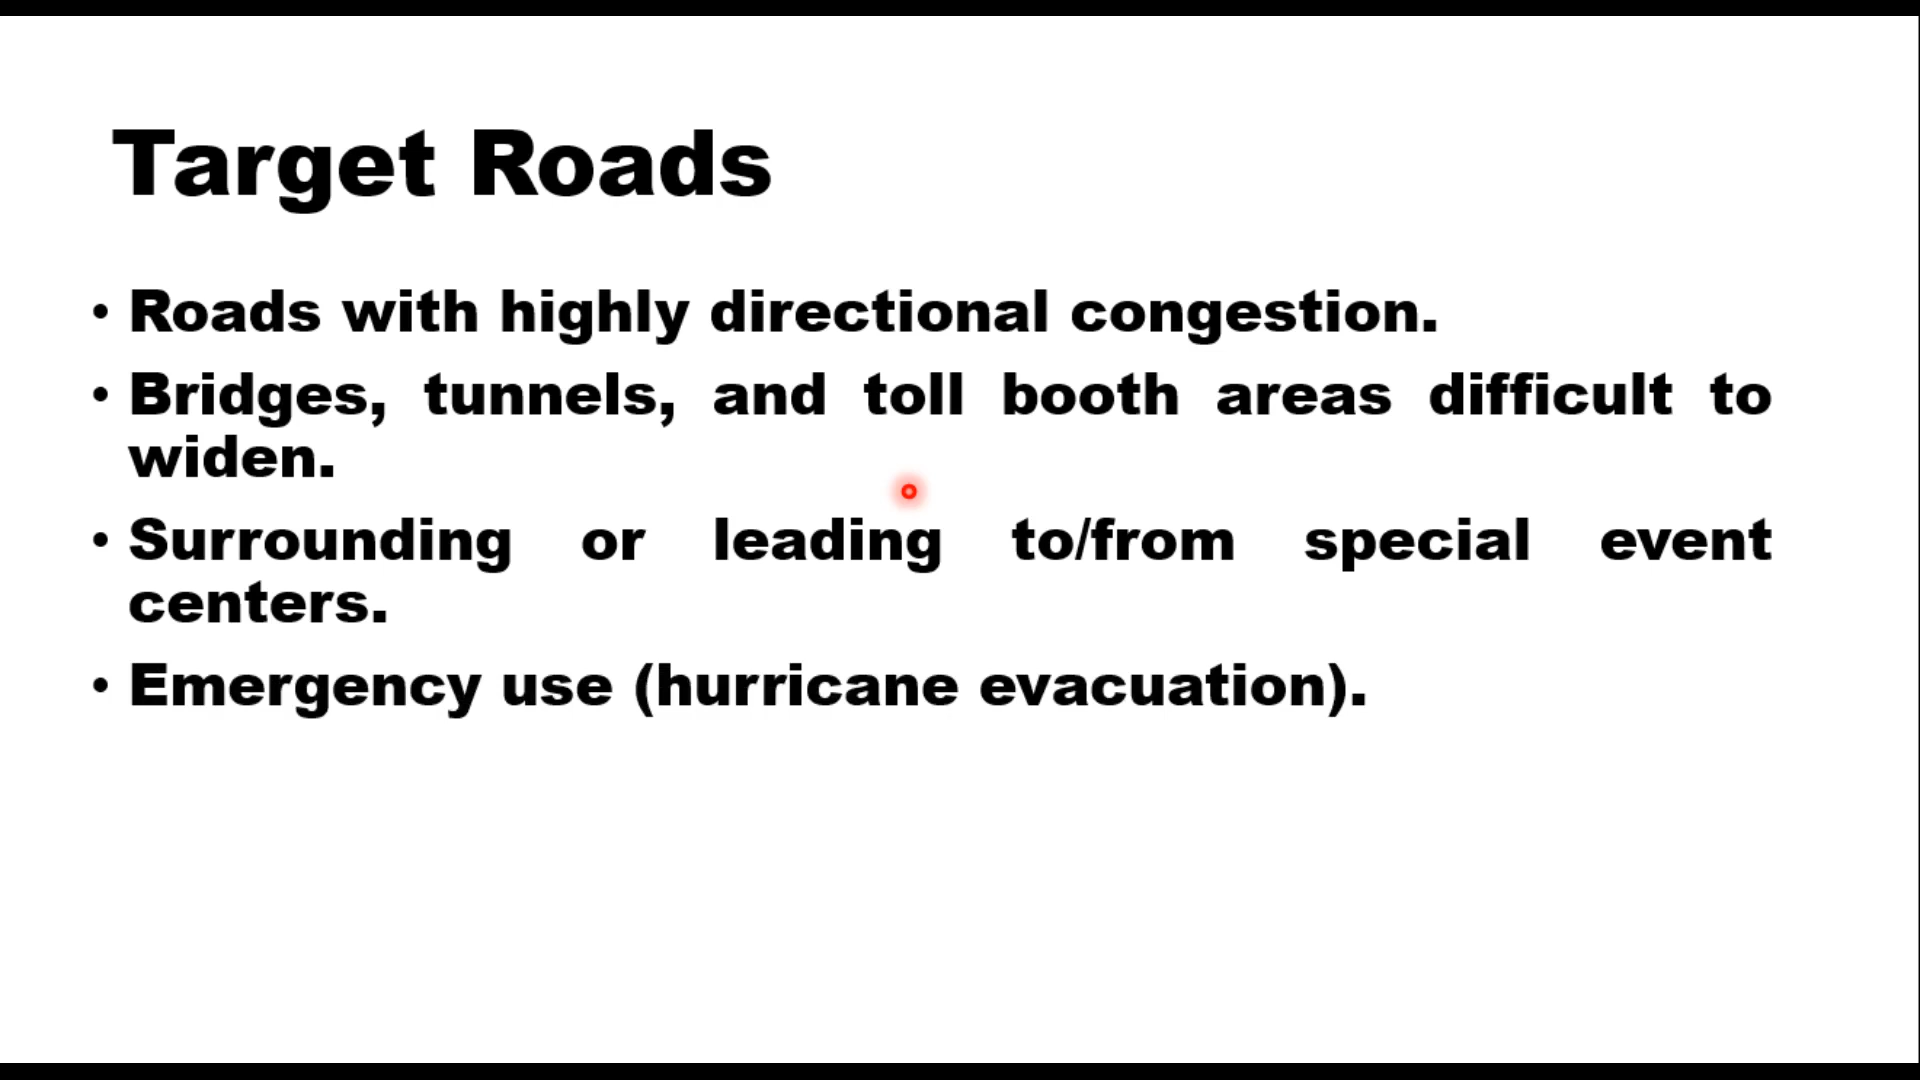 Target Roads
• Roads with highly directional congestion.
• Bridges, tunnels, and toll booth areas difficult to
widen.
• Surrounding or leading to/from special event
centers.
• Emergency use (hurricane evacuation).